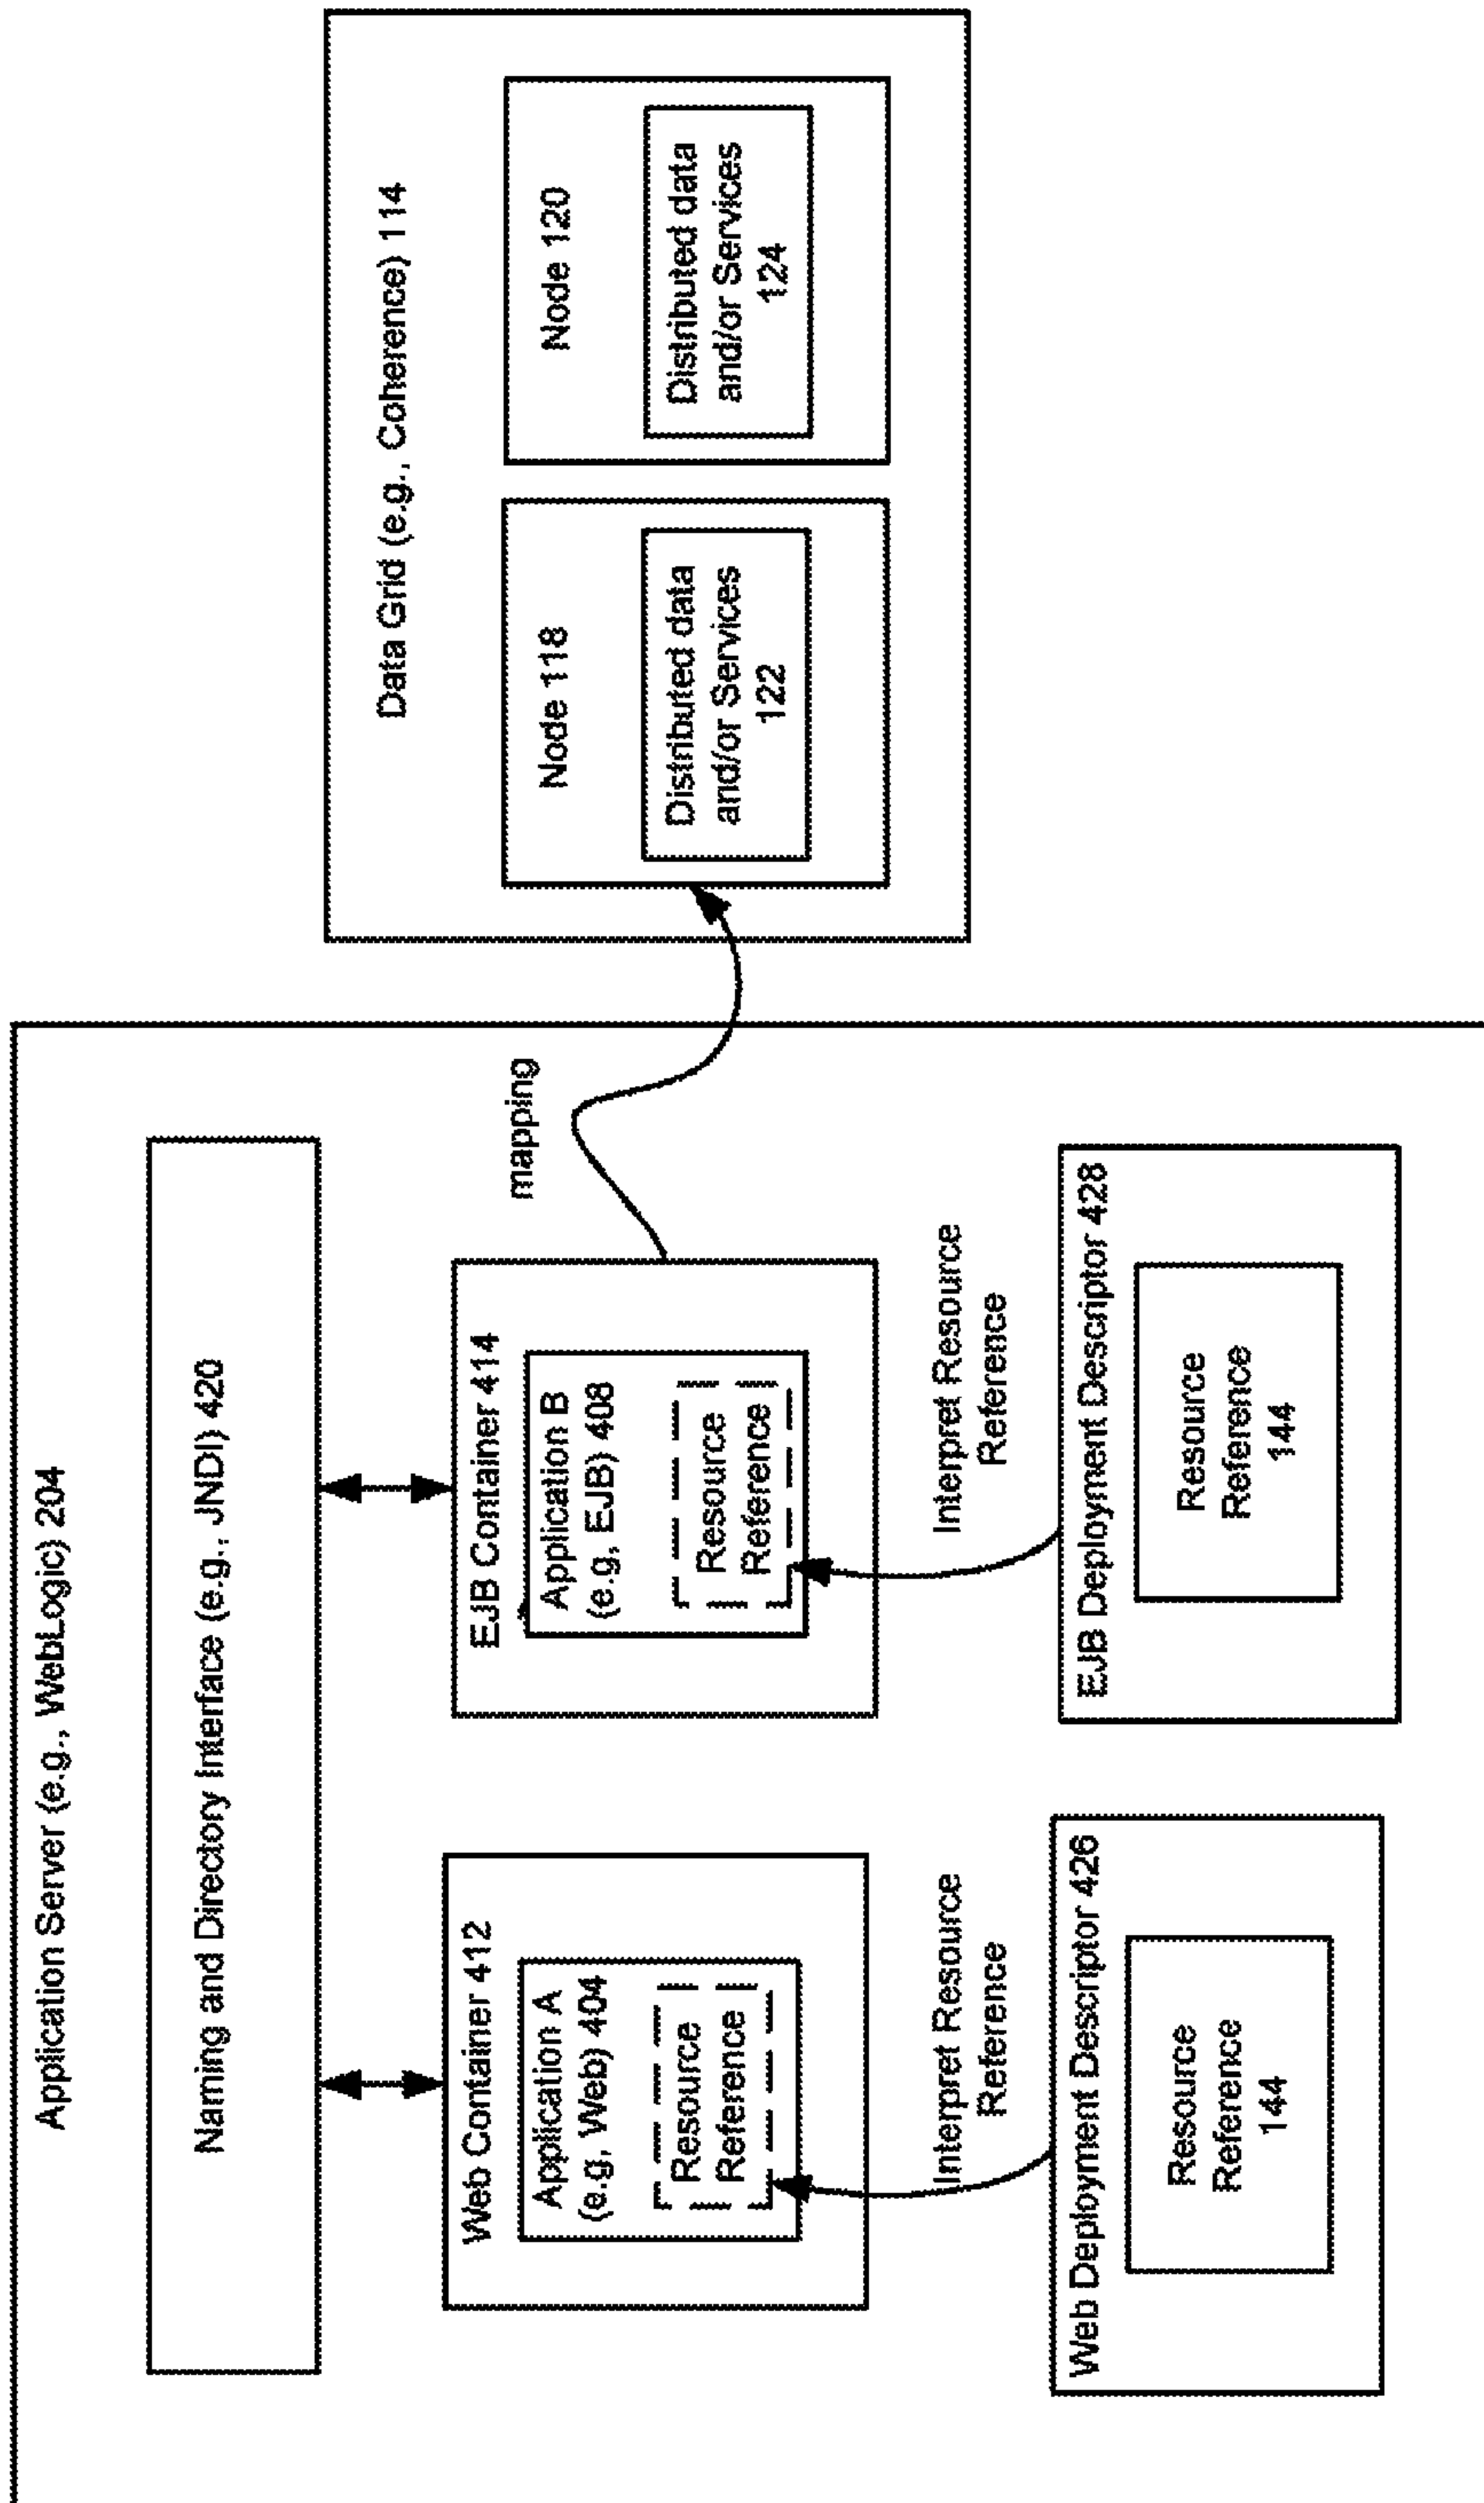 Application Server (e.g., WebLogic) 204
Naming and Directory Interface (e.g., JNDI) 420
Web Container 412
Application A
(e.g, Web) 404
Resource
Reference
EJB Container 414
Application B
(e.g, EJB) 408
Resource
Reference
mapping
Interpret Resource
Reference
Interpret Resource
Reference
Web Deployment Descriptor 426
Resource
Reference
144
EJB Deployment Descriptor 428
Resource
Reference
144
Data Grid (e.g., Coherence) 114
Node 118
Distributed data
and/or Services
122
Node 120
Distributed data
and/or Services
124